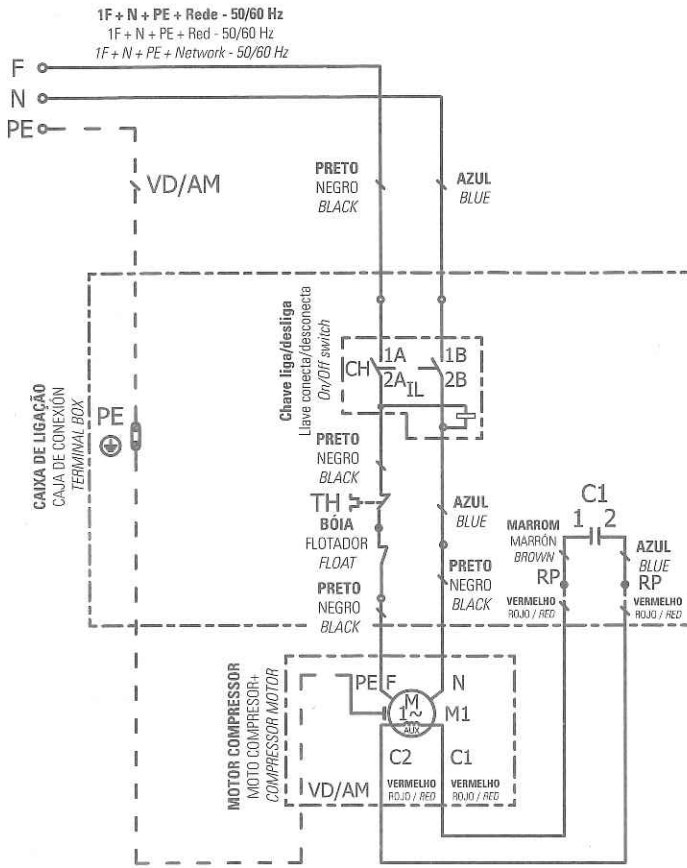 1F + N + PE + Rede - 50/60 Hz
1F + N + PE + Red - 50/60 Hz
1F + N + PE + Network - 50/60 Hz
F
N
PE
VD/AM
PRETO
NEGRO
BLACK
AZUL
BLUE
Chave liga/desliga
Llave conecta/desconecta
On/Off switch
CH
1A
1B
2A
IL
2B
CAIXA DE LIGAÇÃO
CAJA DE CONEXIÓN
TERMINAL BOX
PE
PRETO
NEGRO
BLACK
TH
BÓIA
FLOTADOR
FLOAT
AZUL
BLUE
PRETO
NEGRO
BLACK
PRETO
NEGRO
BLACK
C1
1
2
MARROM
MARRÓN
BROWN
AZUL
BLUE
RP
RP
VERMELHO
ROJO / RED
VERMELHO
ROJO / RED
MOTOR COMPRESSOR
MOTO COMPRESOR+
COMPRESSOR MOTOR
PE
F
N
M
1~
AUX
M1
C2
C1
VD/AM
VERMELHO
ROJO / RED
VERMELHO
ROJO / RED